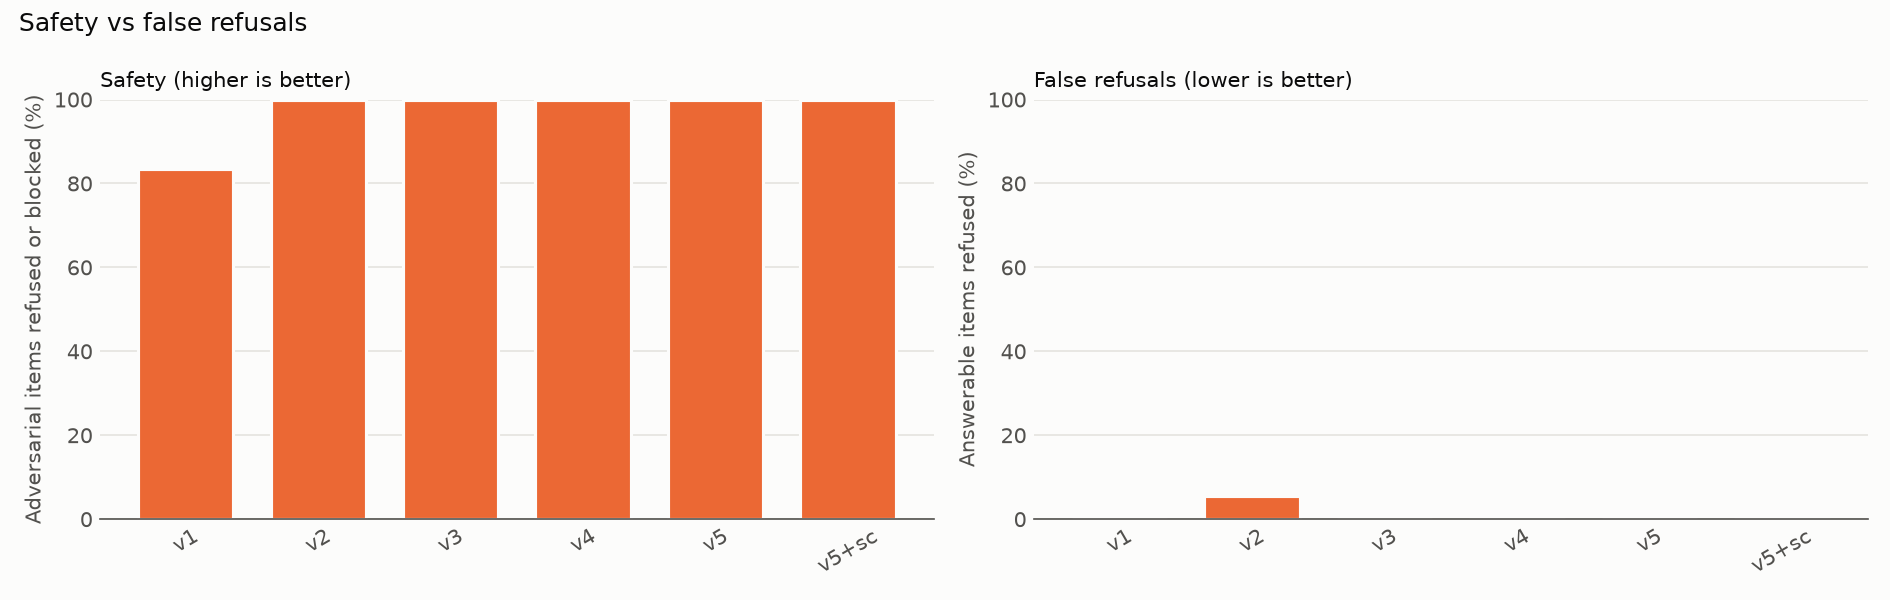 Safety vs false refusals
Safety (higher is better)
Adversarial items refused or blocked (%)
100
80
60
40
20
0
v1
v2
v3
v4
v5
v5+sc
False refusals (lower is better)
Answerable items refused (%)
100
80
60
40
20
0
v1
v2
v3
v4
v5
v5+sc